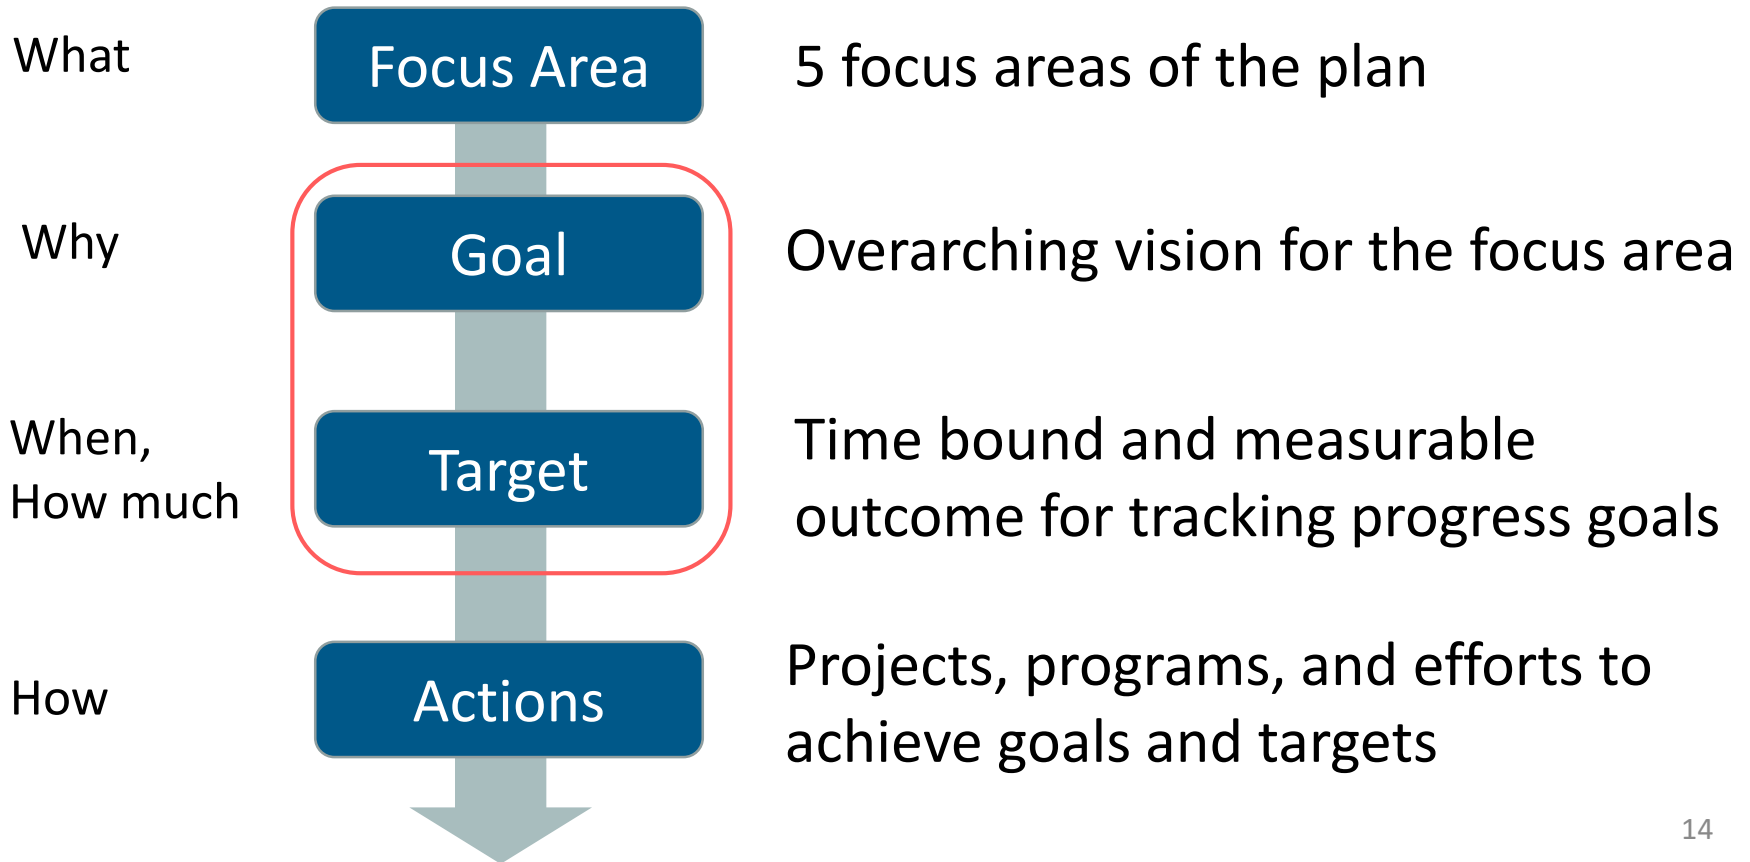 What
Focus Area
5 focus areas of the plan
Why
Goal
Overarching vision for the focus area
When,
How much
Target
Time bound and measurable
outcome for tracking progress goals
How
Actions
Projects, programs, and efforts to
achieve goals and targets
14